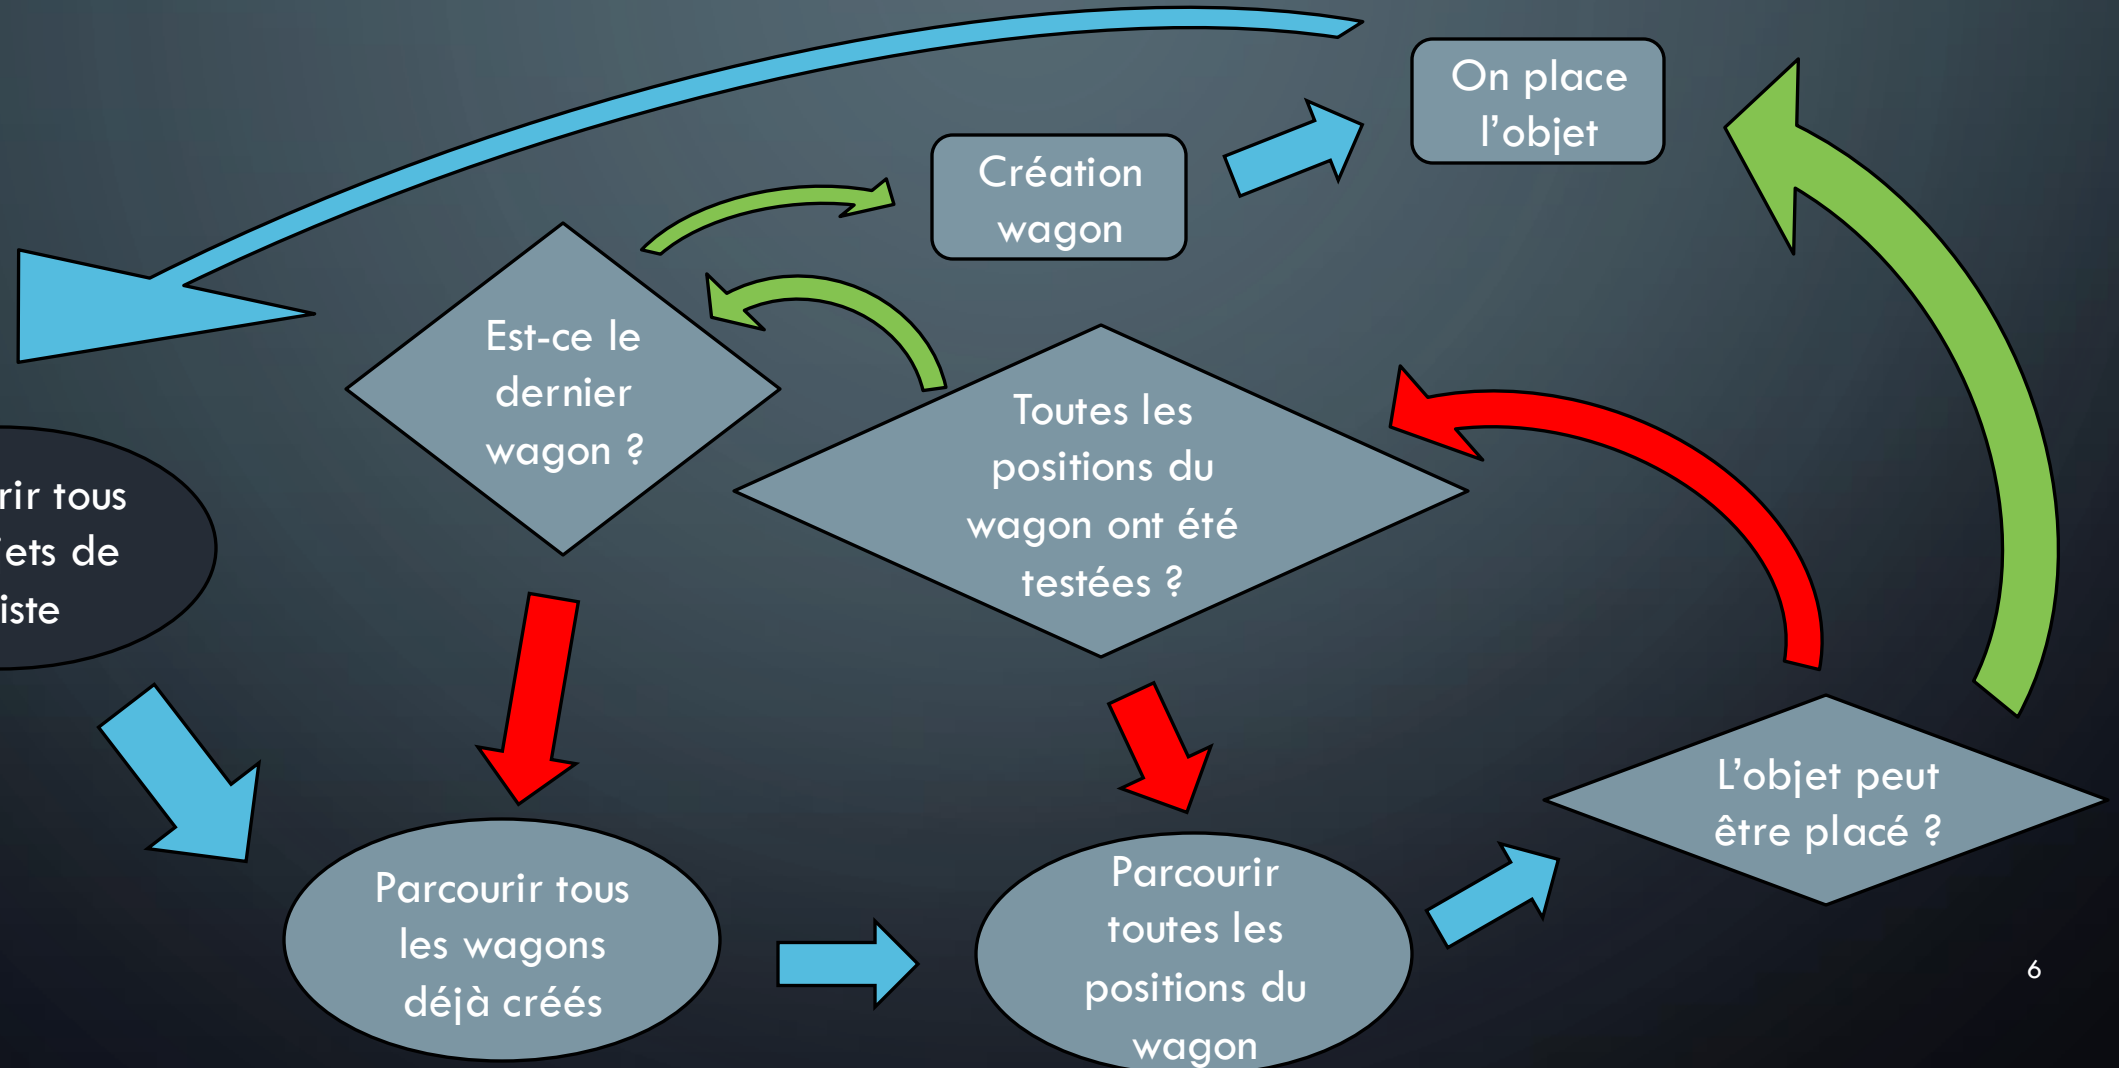 On place
l'objet
Création
wagon
Est-ce le
dernier
wagon ?
Toutes les
positions du
wagon ont été
testées ?
rir tous
ets de
iste
L'objet peut
être placé ?
Parcourir tous
les wagons
déjà créés
Parcourir
toutes les
positions du
wagon
6